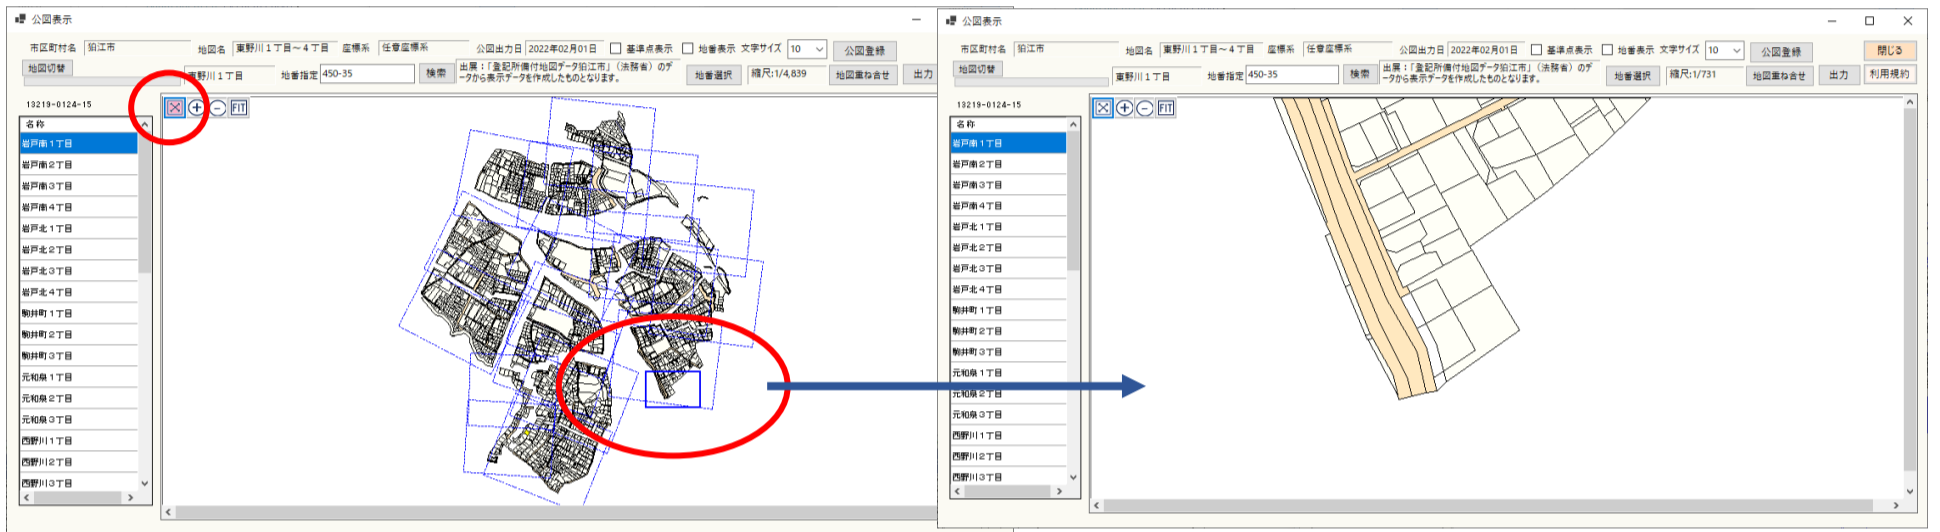 公図表示
市区町村名 狛江市 地図名 東野川１丁目～４丁目 座標系 任意座標系 公図出力日 2022年02月01日 基準点表示 地番表示 文字サイズ 10 公図登録
地図切替 東野川１丁目 地番指定 450-35 検索 出展：「登記所備付地図データ狛江市」（法務省）のデ
ータから表示データを作成したものとなります。
地番選択 縮尺:1/4,839 地図重ね合せ 出力
13219-0124-15
FIT
名称
岩戸南１丁目
岩戸南２丁目
岩戸南３丁目
岩戸南４丁目
岩戸北１丁目
岩戸北２丁目
岩戸北３丁目
岩戸北４丁目
駒井町１丁目
駒井町２丁目
駒井町３丁目
元和泉１丁目
元和泉２丁目
元和泉３丁目
西野川１丁目
西野川２丁目
西野川３丁目
公図表示
市区町村名 狛江市 地図名 東野川１丁目～４丁目 座標系 任意座標系 公図出力日 2022年02月01日 基準点表示 地番表示 文字サイズ 10 公図登録 閉じる
地図切替 東野川１丁目 地番指定 450-35 検索 出展：「登記所備付地図データ狛江市」（法務省）のデ
ータから表示データを作成したものとなります。
地番選択 縮尺:1/731 地図重ね合せ 出力 利用規約
13219-0124-15
FIT
名称
岩戸南１丁目
岩戸南２丁目
岩戸南３丁目
岩戸南４丁目
岩戸北１丁目
岩戸北２丁目
岩戸北３丁目
岩戸北４丁目
駒井町１丁目
駒井町２丁目
駒井町３丁目
元和泉１丁目
元和泉２丁目
元和泉３丁目
西野川１丁目
西野川２丁目
西野川３丁目